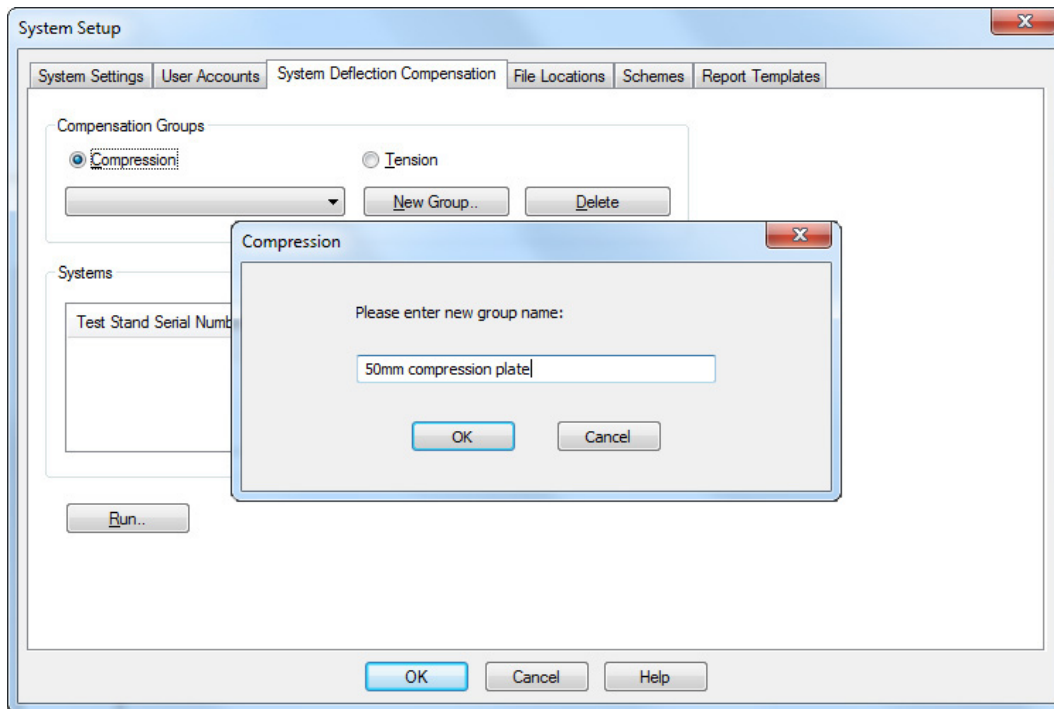 System Setup
System Settings User Accounts System Deflection Compensation File Locations Schemes Report Templates
Compensation Groups
Compression Tension
New Group.. Delete
Compression
Systems
Please enter new group name:
Test Stand Serial
50mm compression plate
OK Cancel
Run..
OK Cancel Help